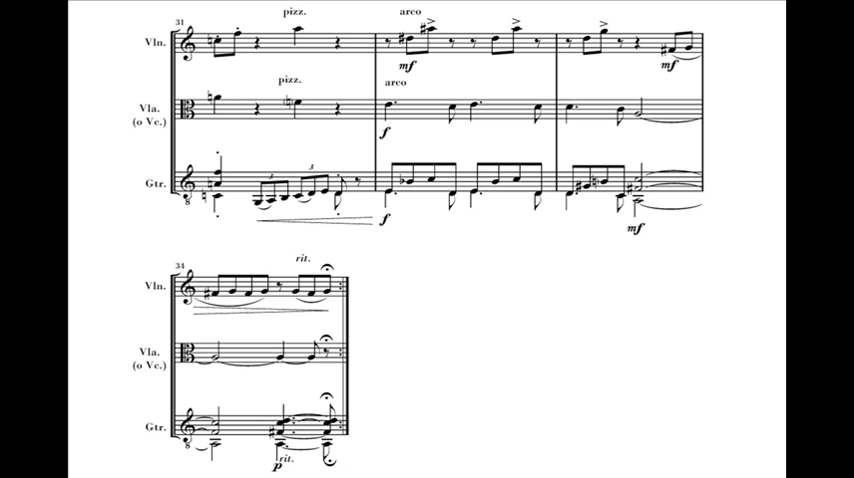 31
pizz.
arco
Vln.
mf
mf
pizz.
arco
Vla.
(o Vc.)
f
3
3
Gtr.
8
f
mf
34
rit.
Vln.
Vla.
(o Vc.)
Gtr.
8
p
rit.